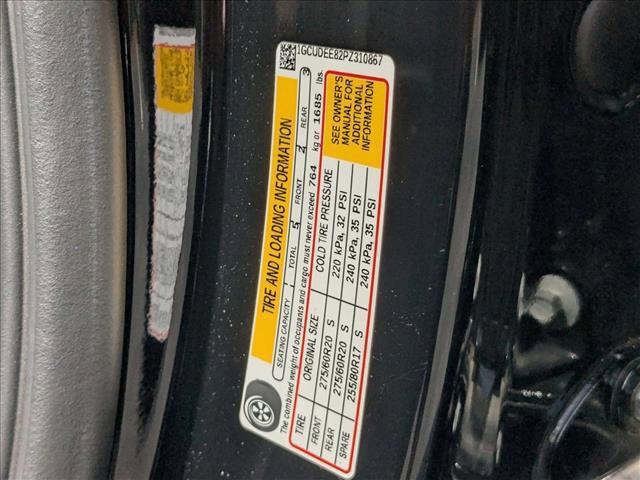 1GCUDEE82PZ310867
TIRE AND LOADING INFORMATION
SEATING CAPACITY TOTAL 5 FRONT 2 REAR 3
The combined weight of occupants and cargo must never exceed 764 kg or 1685 lbs.
TIRE ORIGINAL SIZE COLD TIRE PRESSURE
FRONT 275/60R20 S 220 kPa, 32 PSI
REAR 275/60R20 S 240 kPa, 35 PSI
SPARE 255/80R17 S 240 kPa, 35 PSI
SEE OWNER'S
MANUAL FOR
ADDITIONAL
INFORMATION